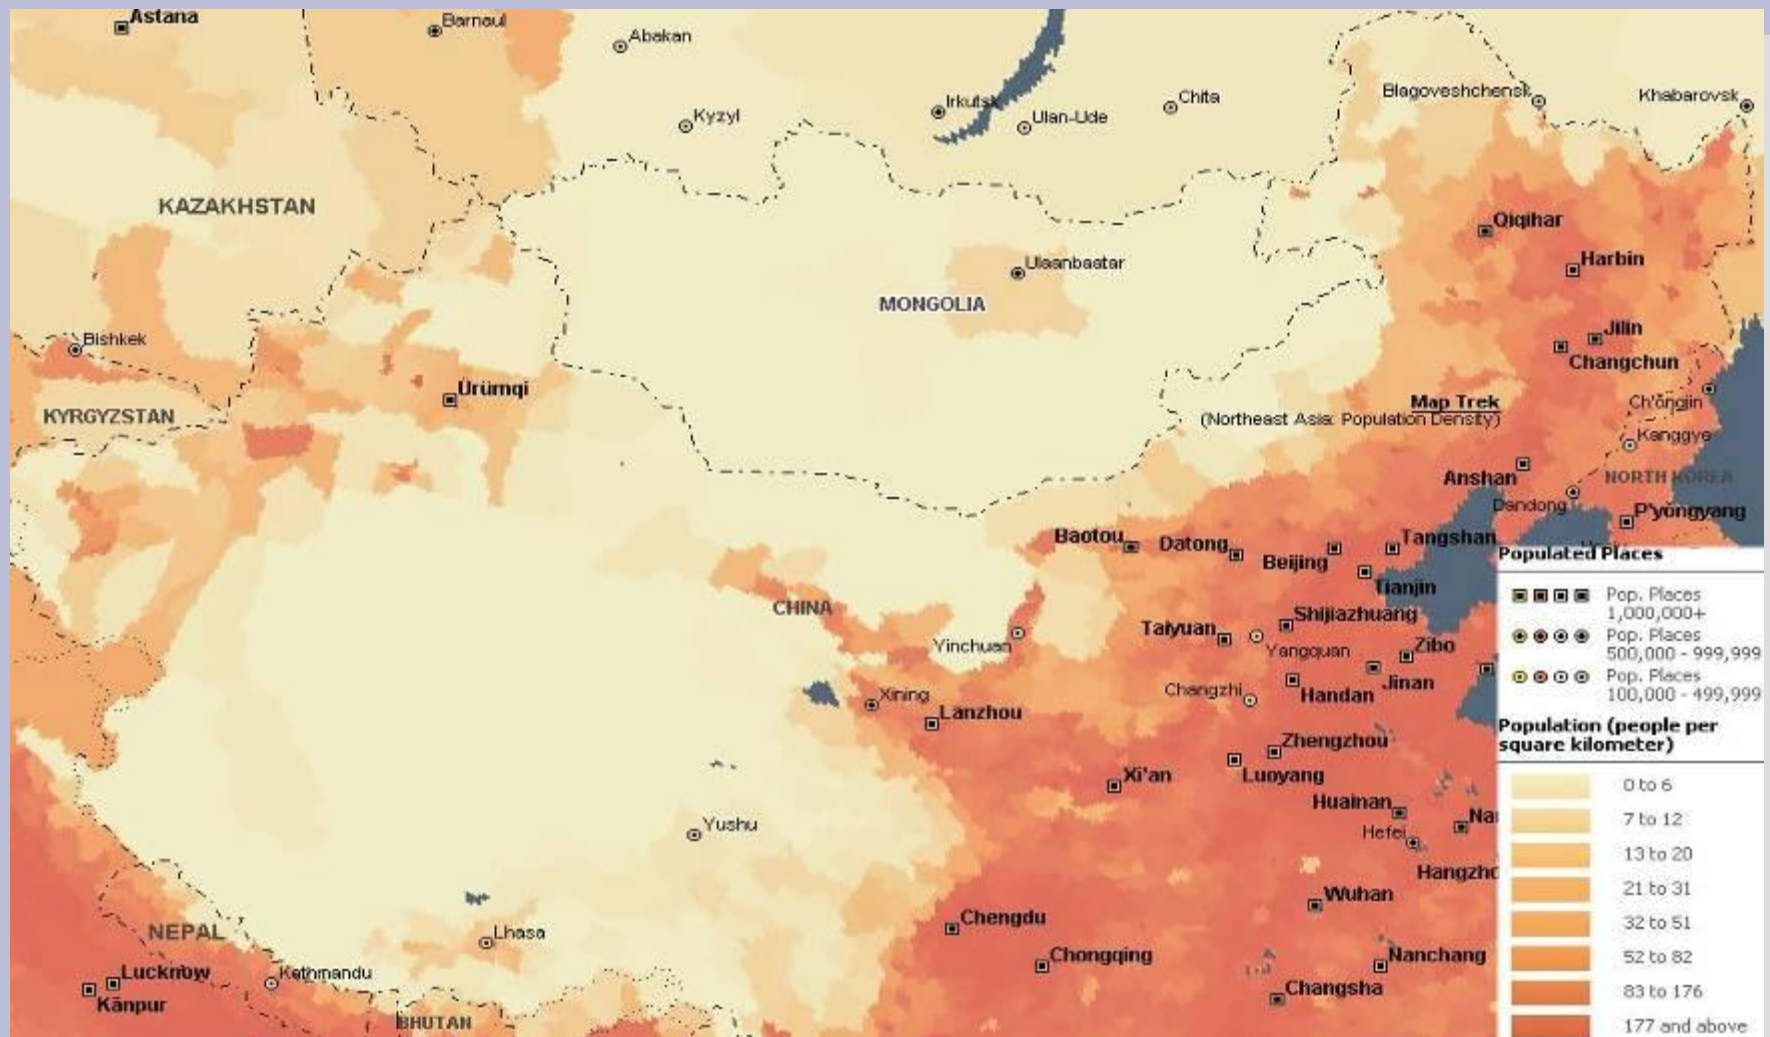 Astana
Barnaul
Abakan
Kyzyl
Irkutsk
Ulan-Ude
Chita
Blagoveshchensk
Khabarovsk
KAZAKHSTAN
Qiqihar
Harbin
Ulaanbaatar
MONGOLIA
Bishkek
Jilin
Changchun
Ürümqi
KYRGYZSTAN
Map Trek
(Northeast Asia: Population Density)
Ch'ŏngjin
Kanggye
Anshan
NORTH KOREA
Dandong
P'yŏngyang
Baotou
Datong
Beijing
Tangshan
Tianjin
CHINA
Yinchuan
Taiyuan
Shijiazhuang
Yangquan
Zibo
Xining
Lanzhou
Changzhi
Handan
Jinan
Zhengzhou
Luoyang
Xi'an
Huainan
Na
Hefei
Hangzho
Yushu
Wuhan
Chengdu
Chongqing
Nanchang
Changsha
Lhasa
NEPAL
Kathmandu
Lucknow
Kānpur
BHUTAN
Populated Places
Pop. Places
1,000,000+
Pop. Places
500,000 - 999,999
Pop. Places
100,000 - 499,999
Population (people per
square kilometer)
0 to 6
7 to 12
13 to 20
21 to 31
32 to 51
52 to 82
83 to 176
177 and above